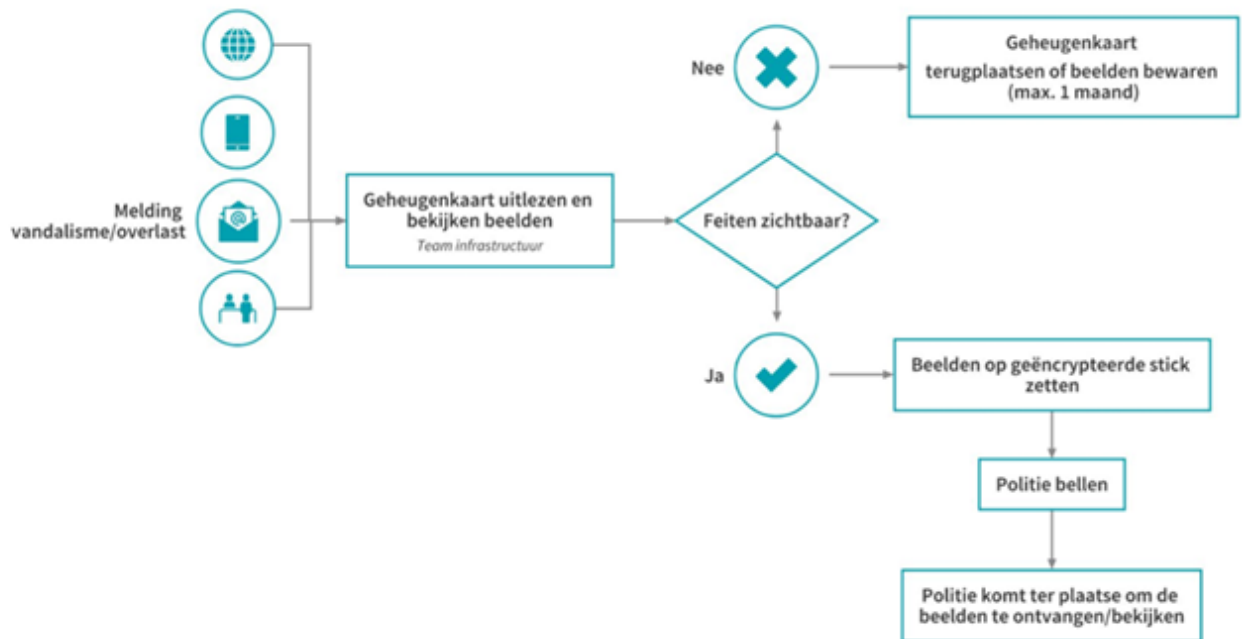 Melding
vandalisme/overlast
@
Geheugenkaart uitlezen en
bekijken beelden
Team infrastructuur
Feiten zichtbaar?
Nee
Geheugenkaart
terugplaatsen of beelden bewaren
(max. 1 maand)
Ja
Beelden op geëncrypteerde stick
zetten
Politie bellen
Politie komt ter plaatse om de
beelden te ontvangen/bekijken